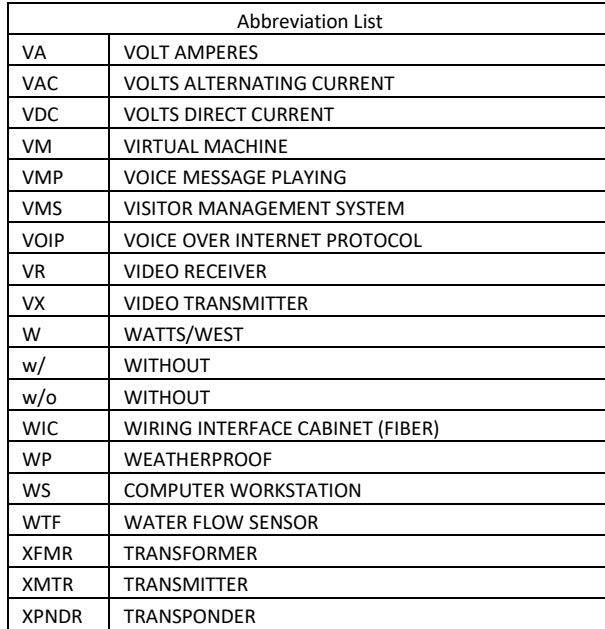 Abbreviation List
VA VOLT AMPERES
VAC VOLTS ALTERNATING CURRENT
VDC VOLTS DIRECT CURRENT
VM VIRTUAL MACHINE
VMP VOICE MESSAGE PLAYING
VMS VISITOR MANAGEMENT SYSTEM
VOIP VOICE OVER INTERNET PROTOCOL
VR VIDEO RECEIVER
VX VIDEO TRANSMITTER
W WATTS/WEST
w/ WITHOUT
w/o WITHOUT
WIC WIRING INTERFACE CABINET (FIBER)
WP WEATHERPROOF
WS COMPUTER WORKSTATION
WTF WATER FLOW SENSOR
XFMR TRANSFORMER
XMTR TRANSMITTER
XPNDR TRANSPONDER